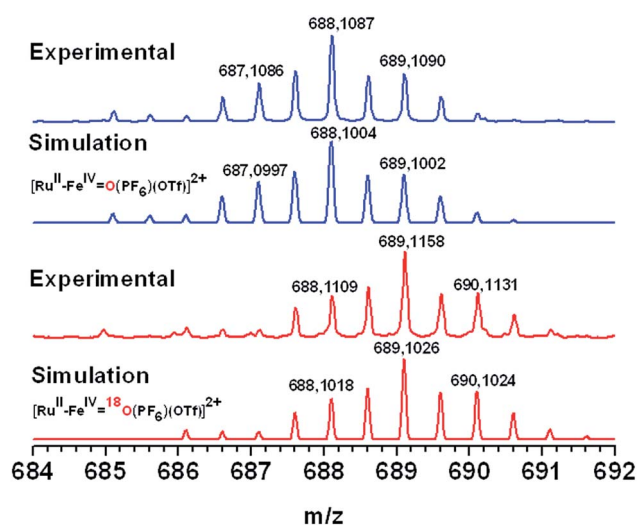 688,1087
Experimental
687,1086
689,1090
Simulation
688,1004
687,0997
689,1002
[Ru^II-Fe^IV=O(PF_6)(OTf)]^2+
689,1158
Experimental
688,1109
690,1131
689,1026
Simulation
688,1018
690,1024
[Ru^II-Fe^IV=^18O(PF_6)(OTf)]^2+
684 685 686 687 688 689 690 691 692
m/z